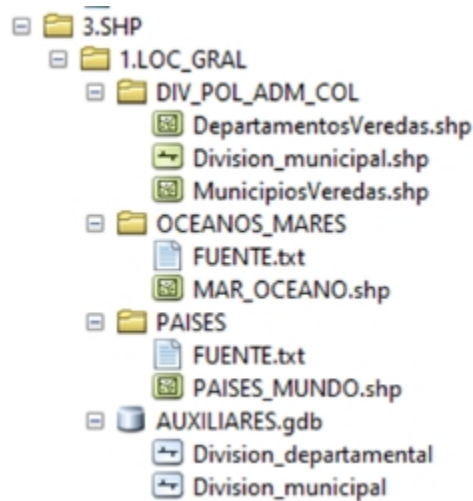 3.SHP
1.LOC_GRAL
DIV_POL_ADM_COL
DepartamentosVeredas.shp
Division_municipal.shp
MunicipiosVeredas.shp
OCEANOS_MARES
FUENTE.txt
MAR_OCEANO.shp
PAISES
FUENTE.txt
PAISES_MUNDO.shp
AUXILIARES.gdb
Division_departamental
Division_municipal